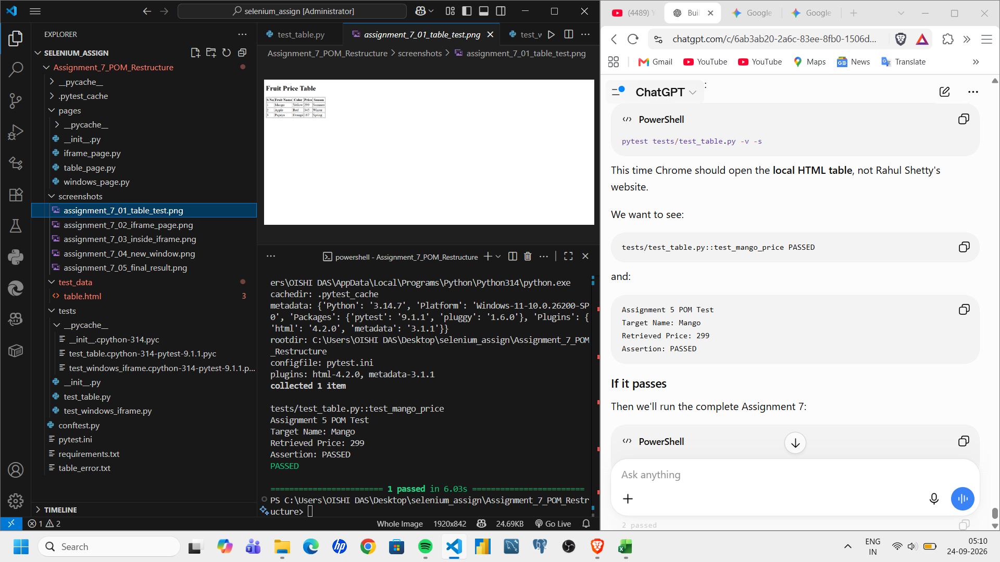 selenium_assign [Administrator]
EXPLORER
SELENIUM_ASSIGN
Assignment_7_POM_Restructure
__pycache__
.pytest_cache
pages
__pycache__
__init__.py
iframe_page.py
table_page.py
windows_page.py
screenshots
assignment_7_01_table_test.png
assignment_7_02_iframe_page.png
assignment_7_03_inside_iframe.png
assignment_7_04_new_window.png
assignment_7_05_final_result.png
test_data
table.html 3
tests
__pycache__
__init__.cpython-314.pyc
test_table.cpython-314-pytest-9.1.1.pyc
test_windows_iframe.cpython-314-pytest-9.1.1.p...
__init__.py
test_table.py
test_windows_iframe.py
conftest.py
pytest.ini
requirements.txt
table_error.txt
TIMELINE
test_table.py assignment_7_01_table_test.png test_w
Assignment_7_POM_Restructure > screenshots > assignment_7_01_table_test.png
Fruit Price Table
S No Fruit Name Color Price Season
1 Mango Yellow 299 Summer
2 Apple Red 345 Winter
3 Papaya Orange 187 Spring
powershell - Assignment_7_POM_Restructure
ers\OISHI DAS\AppData\Local\Programs\Python\Python314\python.exe
cachedir: .pytest_cache
metadata: {'Python': '3.14.7', 'Platform': 'Windows-11-10.0.26200-SP
0', 'Packages': {'pytest': '9.1.1', 'pluggy': '1.6.0'}, 'Plugins': {
'html': '4.2.0', 'metadata': '3.1.1'}}
rootdir: C:\Users\OISHI DAS\Desktop\selenium_assign\Assignment_7_POM
_Restructure
configfile: pytest.ini
plugins: html-4.2.0, metadata-3.1.1
collected 1 item
tests/test_table.py::test_mango_price
Assignment 5 POM Test
Target Name: Mango
Retrieved Price: 299
Assertion: PASSED
PASSED
======================== 1 passed in 6.03s ========================
PS C:\Users\OISHI DAS\Desktop\selenium_assign\Assignment_7_POM_Restr
ucture>
1 2 Whole Image 1920x842 24.69KB Go Live
(4489) Y Bui Google Google
chatgpt.com/c/6ab3ab20-2a6c-83ee-8fb0-1506d...
Gmail YouTube YouTube Maps News Translate
ChatGPT :
PowerShell
pytest tests/test_table.py -v -s
This time Chrome should open the local HTML table, not Rahul Shetty's
website.
We want to see:
tests/test_table.py::test_mango_price PASSED
and:
Assignment 5 POM Test
Target Name: Mango
Retrieved Price: 299
Assertion: PASSED
If it passes
Then we'll run the complete Assignment 7:
PowerShell
Ask anything
2 passed
Search
hp
ENG
IN
05:10
24-09-2026